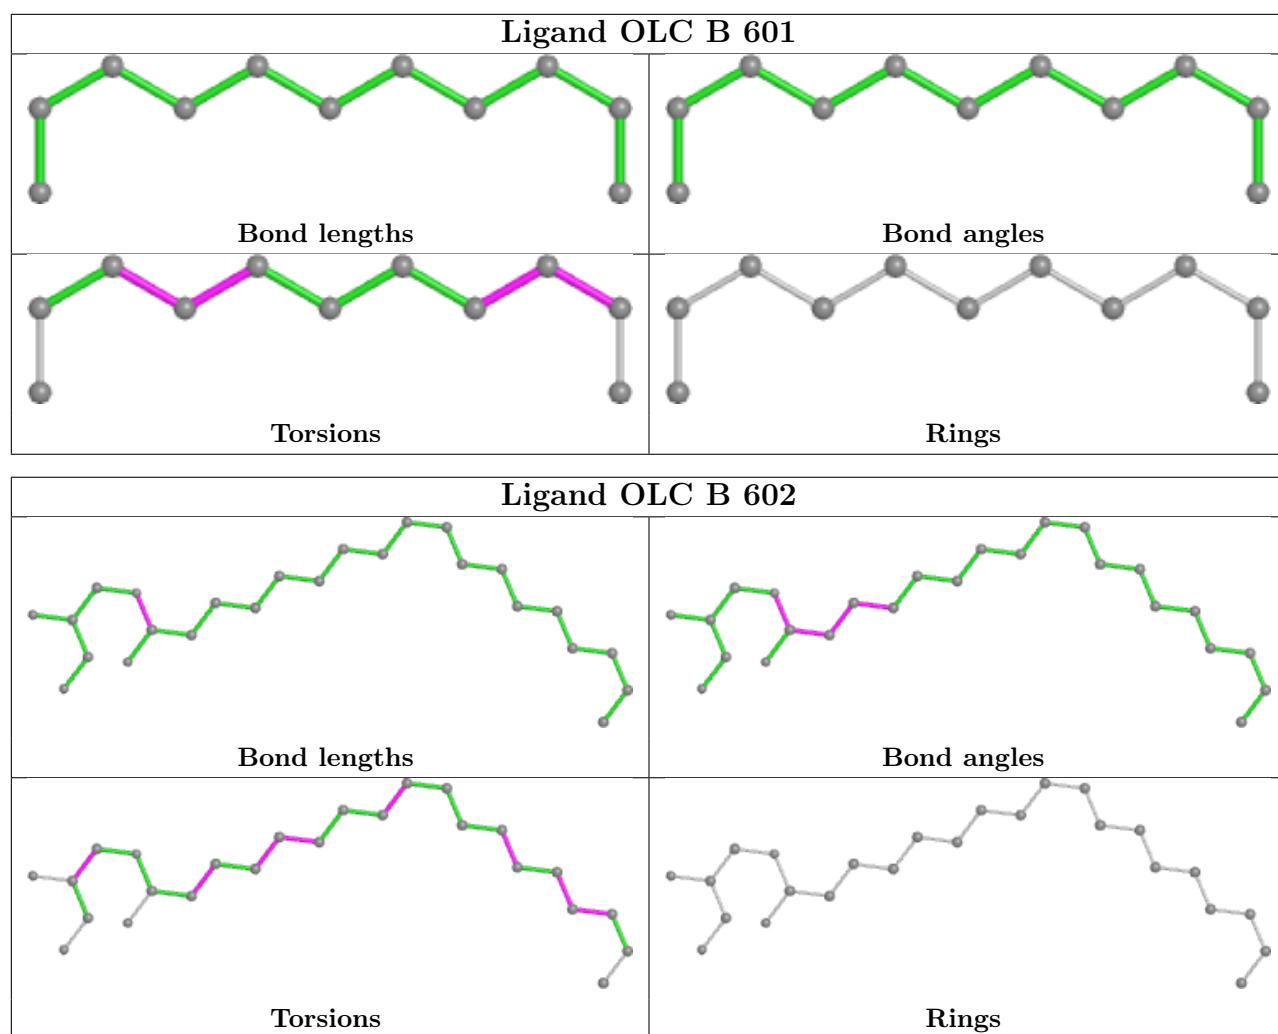 Ligand OLC B 601
Bond lengths
Bond angles
Torsions
Rings
Ligand OLC B 602
Bond lengths
Bond angles
Torsions
Rings